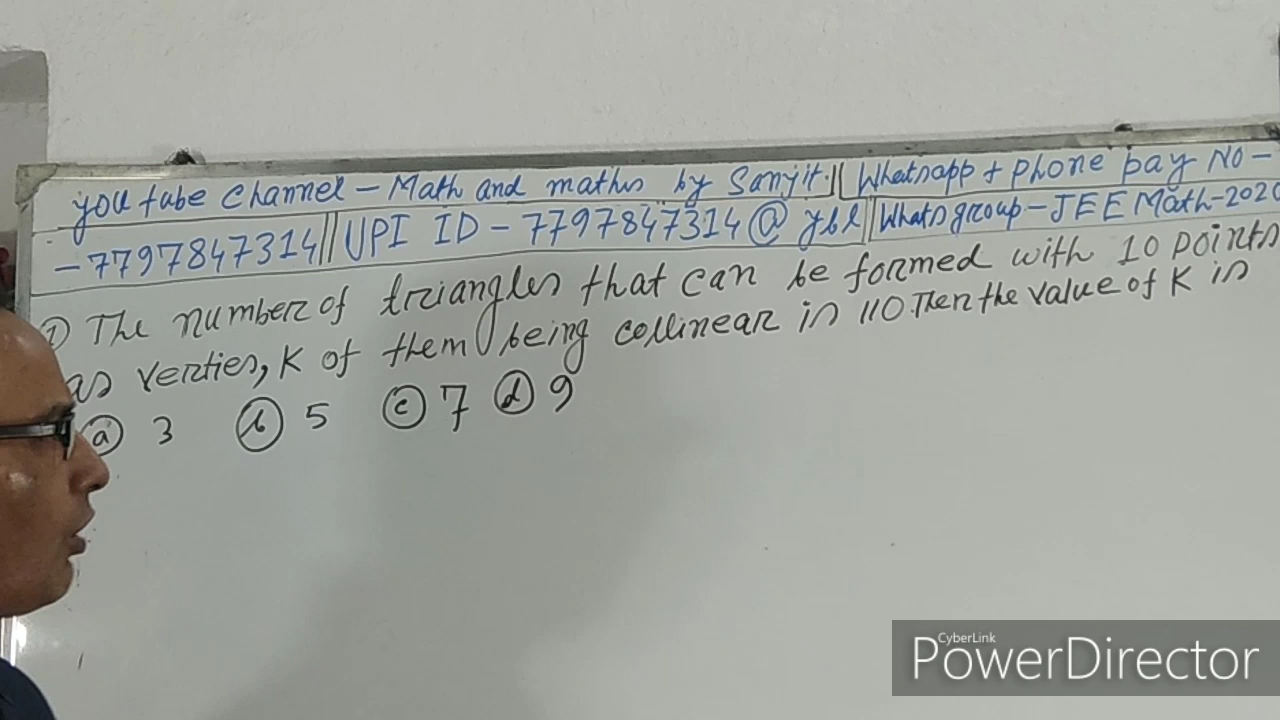 you tube channel - Math and maths by Sanjit || Whatsapp + phone pay NO -
- 7797847314 || UPI ID - 7797847314 @ ybl || Whats group - JEE Math-2020
① The number of triangles that can be formed with 10 points
as verties, K of them being collinear is 110. Then the value of K is
ⓐ 3 ⓑ 5 ⓒ 7 ⓓ 9
CyberLink
PowerDirector